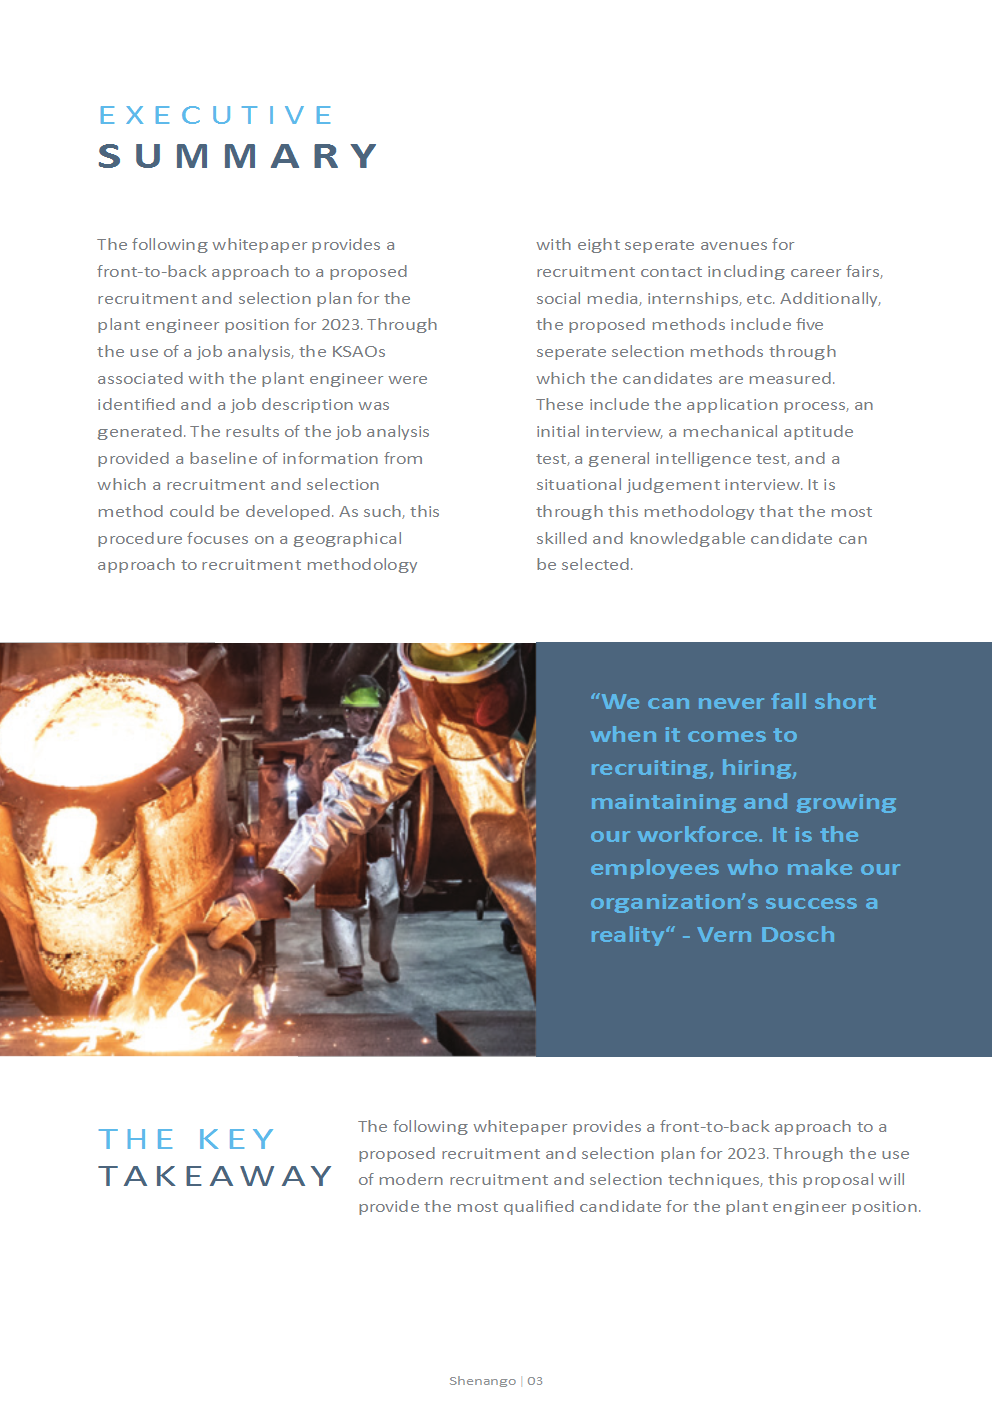 EXECUTIVE
SUMMARY
The following whitepaper provides a
front-to-back approach to a proposed
recruitment and selection plan for the
plant engineer position for 2023. Through
the use of a job analysis, the KSAOs
associated with the plant engineer were
identified and a job description was
generated. The results of the job analysis
provided a baseline of information from
which a recruitment and selection
method could be developed. As such, this
procedure focuses on a geographical
approach to recruitment methodology
with eight seperate avenues for
recruitment contact including career fairs,
social media, internships, etc. Additionally,
the proposed methods include five
seperate selection methods through
which the candidates are measured.
These include the application process, an
initial interview, a mechanical aptitude
test, a general intelligence test, and a
situational judgement interview. It is
through this methodology that the most
skilled and knowledgable candidate can
be selected.
“We can never fall short
when it comes to
recruiting, hiring,
maintaining and growing
our workforce. It is the
employees who make our
organization’s success a
reality“ - Vern Dosch
THE KEY
TAKEAWAY
The following whitepaper provides a front-to-back approach to a
proposed recruitment and selection plan for 2023. Through the use
of modern recruitment and selection techniques, this proposal will
provide the most qualified candidate for the plant engineer position.
Shenango | 03